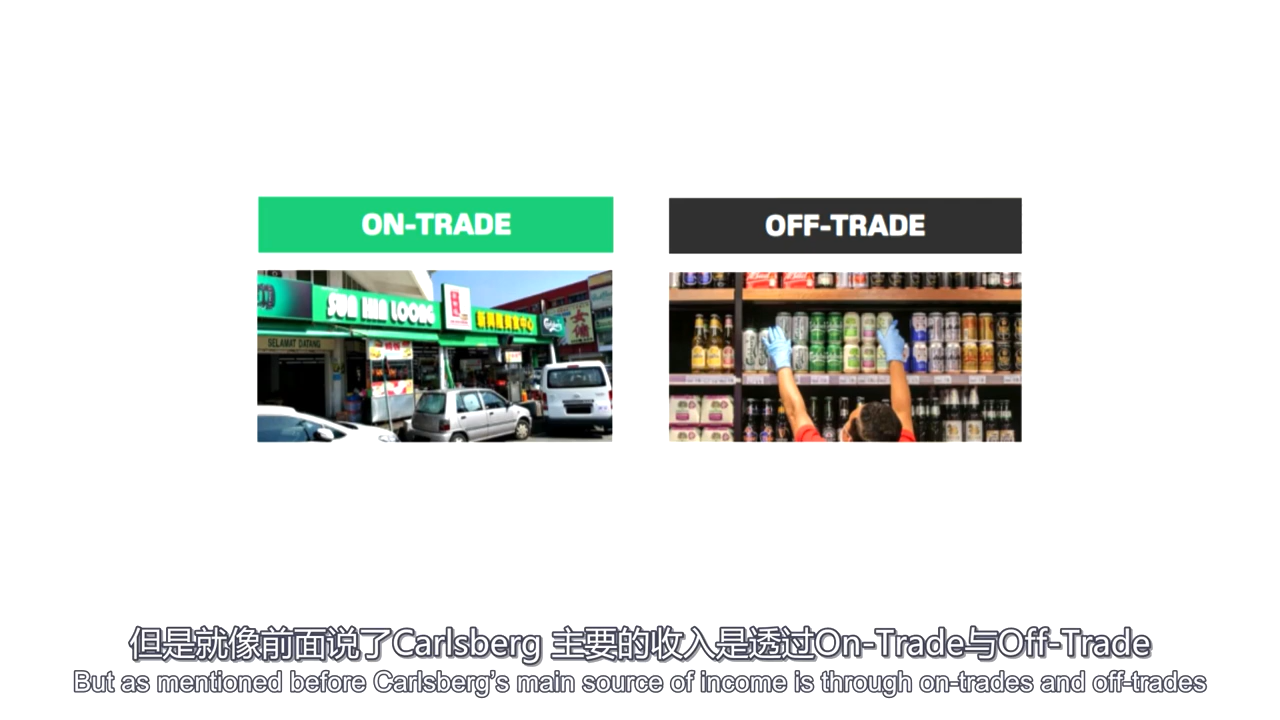 ON-TRADE
OFF-TRADE
SUN HIN LOONG
SELAMAT DATANG
Carlsberg
女傭
但是就像前面说了Carlsberg 主要的收入是透过On-Trade与Off-Trade
But as mentioned before Carlsberg's main source of income is through on-trades and off-trades